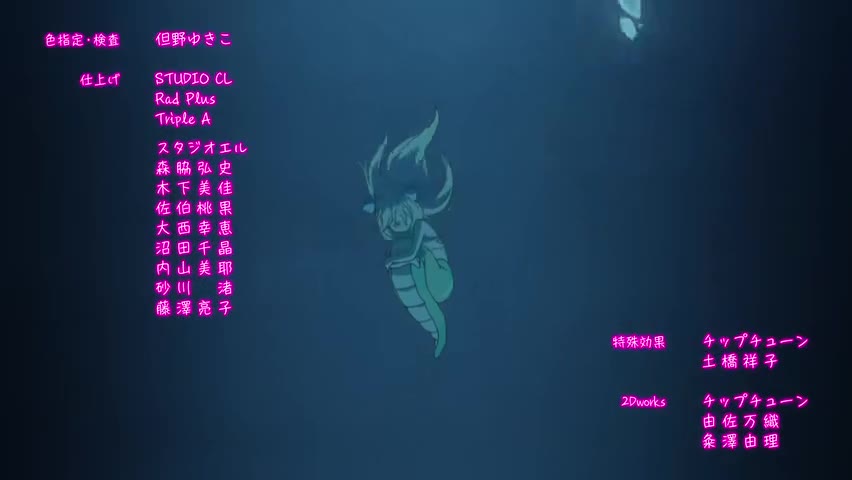 色指定・検査 但野ゆきこ
仕上げ STUDIO CL
Rad Plus
Triple A
スタジオエル
森脇弘史
木下美佳
佐伯桃果
大西幸恵
沼田千晶
内山美耶
砂川 渚
藤澤亮子
特殊効果 チップチューン
土橋祥子
2Dworks チップチューン
由佐万織
粂澤由理